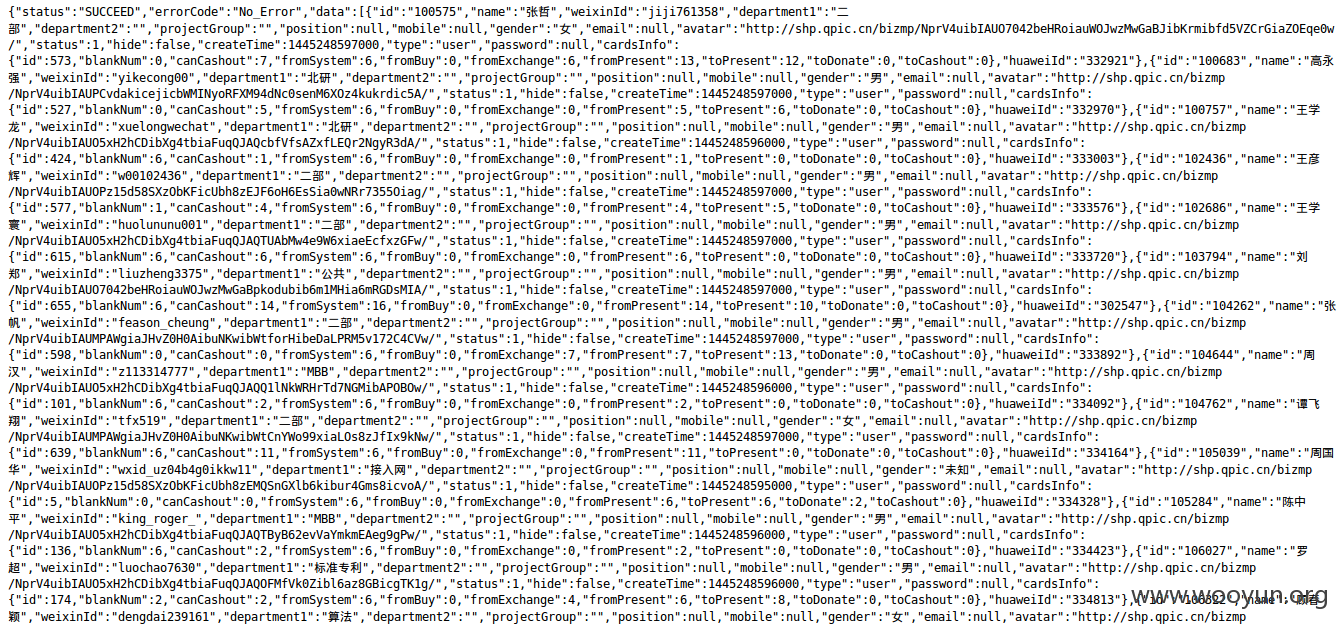 {"status":"SUCCEED","errorCode":"No_Error","data":[{"id":"100575","name":"张哲","weixinId":"jiji761358","department1":"二
部","department2":"","projectGroup":"","position":null,"mobile":null,"gender":"女","email":null,"avatar":"http://shp.qpic.cn/bizmp/NprV4uibIAUO7042beHRoiauWOJwzMwGaBJibKrmibfd5VZCrGiaZOEqe0w
/","status":1,"hide":false,"createTime":1445248597000,"type":"user","password":null,"cardsInfo":
{"id":573,"blankNum":0,"canCashout":7,"fromSystem":6,"fromBuy":0,"fromExchange":6,"fromPresent":13,"toPresent":12,"toDonate":0,"toCashout":0},"huaweiId":"332921"},{"id":"100683","name":"高永
强","weixinId":"yikecong00","department1":"北研","department2":"","projectGroup":"","position":null,"mobile":null,"gender":"男","email":null,"avatar":"http://shp.qpic.cn/bizmp
/NprV4uibIAUPCvdakicejicbWMINyoRFXM94dNc0senM6XOz4kukrdic5A/","status":1,"hide":false,"createTime":1445248597000,"type":"user","password":null,"cardsInfo":
{"id":527,"blankNum":0,"canCashout":5,"fromSystem":6,"fromBuy":0,"fromExchange":0,"fromPresent":5,"toPresent":6,"toDonate":0,"toCashout":0},"huaweiId":"332970"},{"id":"100757","name":"王学
龙","weixinId":"xuelongwechat","department1":"北研","department2":"","projectGroup":"","position":null,"mobile":null,"gender":"男","email":null,"avatar":"http://shp.qpic.cn/bizmp
/NprV4uibIAUO5xH2hCDibXg4tbiaFuqQJAQcbfVfsAZxfLEQr2NgyR3dA/","status":1,"hide":false,"createTime":1445248596000,"type":"user","password":null,"cardsInfo":
{"id":424,"blankNum":6,"canCashout":1,"fromSystem":6,"fromBuy":0,"fromExchange":0,"fromPresent":1,"toPresent":0,"toDonate":0,"toCashout":0},"huaweiId":"333003"},{"id":"102436","name":"王彦
辉","weixinId":"w00102436","department1":"二部","department2":"","projectGroup":"","position":null,"mobile":null,"gender":"男","email":null,"avatar":"http://shp.qpic.cn/bizmp
/NprV4uibIAUOPz15d58SXzObKFicUbh8zEJF6oH6EsSia0wNRr7355Oiag/","status":1,"hide":false,"createTime":1445248597000,"type":"user","password":null,"cardsInfo":
{"id":577,"blankNum":1,"canCashout":4,"fromSystem":6,"fromBuy":0,"fromExchange":0,"fromPresent":4,"toPresent":5,"toDonate":0,"toCashout":0},"huaweiId":"333576"},{"id":"102686","name":"王学
寰","weixinId":"huolununu001","department1":"二部","department2":"","projectGroup":"","position":null,"mobile":null,"gender":"男","email":null,"avatar":"http://shp.qpic.cn/bizmp
/NprV4uibIAUO5xH2hCDibXg4tbiaFuqQJAQTUAbMw4e9W6xiaeEcfxzGFw/","status":1,"hide":false,"createTime":1445248597000,"type":"user","password":null,"cardsInfo":
{"id":615,"blankNum":6,"canCashout":6,"fromSystem":6,"fromBuy":0,"fromExchange":0,"fromPresent":6,"toPresent":0,"toDonate":0,"toCashout":0},"huaweiId":"333720"},{"id":"103794","name":"刘
郑","weixinId":"liuzheng3375","department1":"公共","department2":"","projectGroup":"","position":null,"mobile":null,"gender":"男","email":null,"avatar":"http://shp.qpic.cn/bizmp
/NprV4uibIAUO7042beHRoiauWOJwzMwGaBpkodubib6m1MHia6mRGDsMIA/","status":1,"hide":false,"createTime":1445248597000,"type":"user","password":null,"cardsInfo":
{"id":655,"blankNum":6,"canCashout":14,"fromSystem":16,"fromBuy":0,"fromExchange":0,"fromPresent":14,"toPresent":10,"toDonate":0,"toCashout":0},"huaweiId":"302547"},{"id":"104262","name":"张
帆","weixinId":"feason_cheung","department1":"二部","department2":"","projectGroup":"","position":null,"mobile":null,"gender":"男","email":null,"avatar":"http://shp.qpic.cn/bizmp
/NprV4uibIAUMPAWgiaJHvZ0H0AibuNKwibWtforHibeDaLPRM5v172C4CVw/","status":1,"hide":false,"createTime":1445248597000,"type":"user","password":null,"cardsInfo":
{"id":598,"blankNum":0,"canCashout":0,"fromSystem":6,"fromBuy":0,"fromExchange":7,"fromPresent":7,"toPresent":13,"toDonate":0,"toCashout":0},"huaweiId":"333892"},{"id":"104644","name":"周
汉","weixinId":"z113314777","department1":"MBB","department2":"","projectGroup":"","position":null,"mobile":null,"gender":"男","email":null,"avatar":"http://shp.qpic.cn/bizmp
/NprV4uibIAUO5xH2hCDibXg4tbiaFuqQJAQQ1lNkWRHrTd7NGMibAPOBOw/","status":1,"hide":false,"createTime":1445248596000,"type":"user","password":null,"cardsInfo":
{"id":101,"blankNum":6,"canCashout":2,"fromSystem":6,"fromBuy":0,"fromExchange":0,"fromPresent":2,"toPresent":0,"toDonate":0,"toCashout":0},"huaweiId":"334092"},{"id":"104762","name":"谭飞
翔","weixinId":"tfx519","department1":"二部","department2":"","projectGroup":"","position":null,"mobile":null,"gender":"女","email":null,"avatar":"http://shp.qpic.cn/bizmp
/NprV4uibIAUMPAWgiaJHvZ0H0AibuNKwibWtCnYWo99xiaLOs8zJfIx9kNw/","status":1,"hide":false,"createTime":1445248597000,"type":"user","password":null,"cardsInfo":
{"id":639,"blankNum":6,"canCashout":11,"fromSystem":6,"fromBuy":0,"fromExchange":0,"fromPresent":11,"toPresent":0,"toDonate":0,"toCashout":0},"huaweiId":"334164"},{"id":"105039","name":"周国
华","weixinId":"wxid_uz04b4g0ikkw11","department1":"接入网","department2":"","projectGroup":"","position":null,"mobile":null,"gender":"未知","email":null,"avatar":"http://shp.qpic.cn/bizmp
/NprV4uibIAUOPz15d58SXzObKFicUbh8zEMQSnGXlb6kibur4Gms8icvoA/","status":1,"hide":false,"createTime":1445248595000,"type":"user","password":null,"cardsInfo":
{"id":5,"blankNum":0,"canCashout":0,"fromSystem":6,"fromBuy":0,"fromExchange":0,"fromPresent":6,"toPresent":6,"toDonate":2,"toCashout":0},"huaweiId":"334328"},{"id":"105284","name":"陈中
平","weixinId":"king_roger_","department1":"MBB","department2":"","projectGroup":"","position":null,"mobile":null,"gender":"男","email":null,"avatar":"http://shp.qpic.cn/bizmp
/NprV4uibIAUO5xH2hCDibXg4tbiaFuqQJAQTByB62evVaYmkmEAeg9gPw/","status":1,"hide":false,"createTime":1445248596000,"type":"user","password":null,"cardsInfo":
{"id":136,"blankNum":6,"canCashout":2,"fromSystem":6,"fromBuy":0,"fromExchange":0,"fromPresent":2,"toPresent":0,"toDonate":0,"toCashout":0},"huaweiId":"334423"},{"id":"106027","name":"罗
超","weixinId":"luochao7630","department1":"标准专利","department2":"","projectGroup":"","position":null,"mobile":null,"gender":"男","email":null,"avatar":"http://shp.qpic.cn/bizmp
/NprV4uibIAUO5xH2hCDibXg4tbiaFuqQJAQOFMfVk0Zibl6az8GBicgTK1g/","status":1,"hide":false,"createTime":1445248596000,"type":"user","password":null,"cardsInfo":
{"id":174,"blankNum":2,"canCashout":2,"fromSystem":6,"fromBuy":0,"fromExchange":4,"fromPresent":6,"toPresent":8,"toDonate":0,"toCashout":0},"huaweiId":"334813"},{"id":"106322","name":"
www.wooyun.org
颖","weixinId":"dengdai239161","department1":"算法","department2":"","projectGroup":"","position":null,"mobile":null,"gender":"女","email":null,"avatar":"http://shp.qpic.cn/bizmp